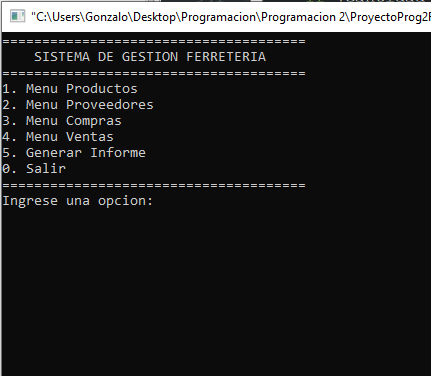 "C:\Users\Gonzalo\Desktop\Programacion\Programacion 2\ProyectoProg2F
======================================
SISTEMA DE GESTION FERRETERIA
======================================
1. Menu Productos
2. Menu Proveedores
3. Menu Compras
4. Menu Ventas
5. Generar Informe
0. Salir
======================================
Ingrese una opcion: